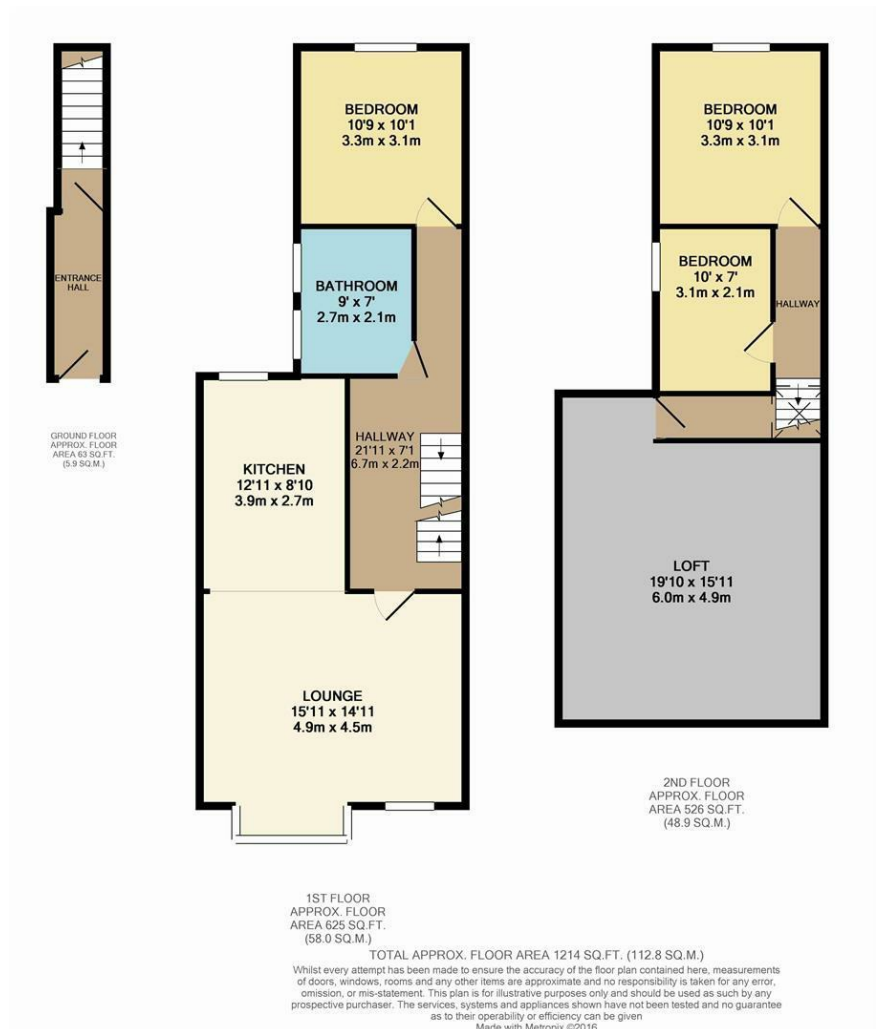 ENTRANCE
HALL
GROUND FLOOR
APPROX. FLOOR
AREA 63 SQ.FT.
(5.9 SQ.M.)
BEDROOM
10'9 x 10'1
3.3m x 3.1m
BATHROOM
9' x 7'
2.7m x 2.1m
HALLWAY
21'11 x 7'1
6.7m x 2.2m
KITCHEN
12'11 x 8'10
3.9m x 2.7m
LOUNGE
15'11 x 14'11
4.9m x 4.5m
1ST FLOOR
APPROX. FLOOR
AREA 625 SQ.FT.
(58.0 SQ.M.)
BEDROOM
10'9 x 10'1
3.3m x 3.1m
BEDROOM
10' x 7'
3.1m x 2.1m
HALLWAY
LOFT
19'10 x 15'11
6.0m x 4.9m
2ND FLOOR
APPROX. FLOOR
AREA 526 SQ.FT.
(48.9 SQ.M.)
TOTAL APPROX. FLOOR AREA 1214 SQ.FT. (112.8 SQ.M.)
Whilst every attempt has been made to ensure the accuracy of the floor plan contained here, measurements
of doors, windows, rooms and any other items are approximate and no responsibility is taken for any error,
omission, or mis-statement. This plan is for illustrative purposes only and should be used as such by any
prospective purchaser. The services, systems and appliances shown have not been tested and no guarantee
as to their operability or efficiency can be given
Made with Metropix ©2016